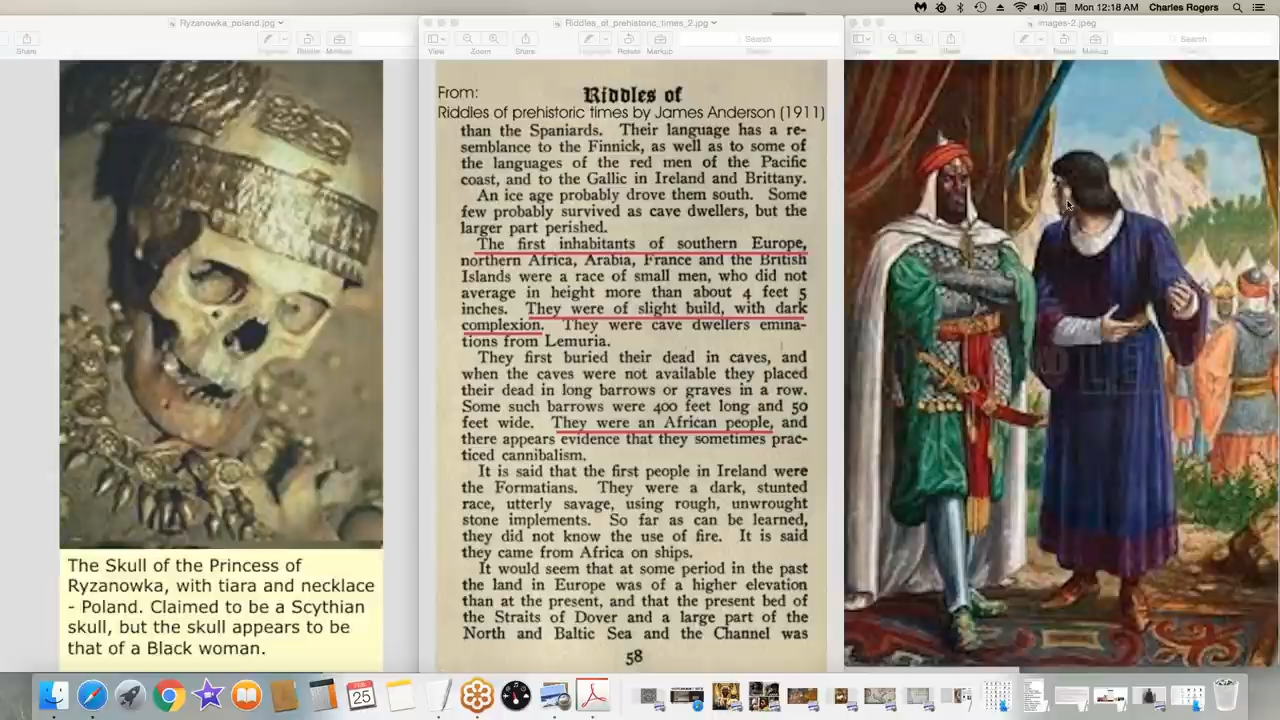 Mon 12:18 AM Charles Rogers
Ryzanowka_poland.jpg
Riddles_of_prehistoric_times_2.jpg
images-2.jpeg
Share
Rotate
Markup
View
Zoom
Share
Rotate
Markup
Search
Markup
Search
From:
Riddles of
Riddles of prehistoric times by James Anderson (1911)
than the Spaniards. Their language has a re-
semblance to the Finnick, as well as to some of
the languages of the red men of the Pacific
coast, and to the Gallic in Ireland and Brittany.
An ice age probably drove them south. Some
few probably survived as cave dwellers, but the
larger part perished.
The first inhabitants of southern Europe,
northern Africa, Arabia, France and the British
Islands were a race of small men, who did not
average in height more than about 4 feet 5
inches. They were of slight build, with dark
complexion. They were cave dwellers emina-
tions from Lemuria.
They first buried their dead in caves, and
when the caves were not available they placed
their dead in long barrows or graves in a row.
Some such barrows were 400 feet long and 50
feet wide. They were an African people, and
there appears evidence that they sometimes prac-
ticed cannibalism.
It is said that the first people in Ireland were
the Formatians. They were a dark, stunted
race, utterly savage, using rough, unwrought
stone implements. So far as can be learned,
they did not know the use of fire. It is said
they came from Africa on ships.
It would seem that at some period in the past
the land in Europe was of a higher elevation
than at the present, and that the present bed of
the Straits of Dover and a large part of the
North and Baltic Sea and the Channel was
58
The Skull of the Princess of
Ryzanowka, with tiara and necklace
- Poland. Claimed to be a Scythian
skull, but the skull appears to be
that of a Black woman.
25